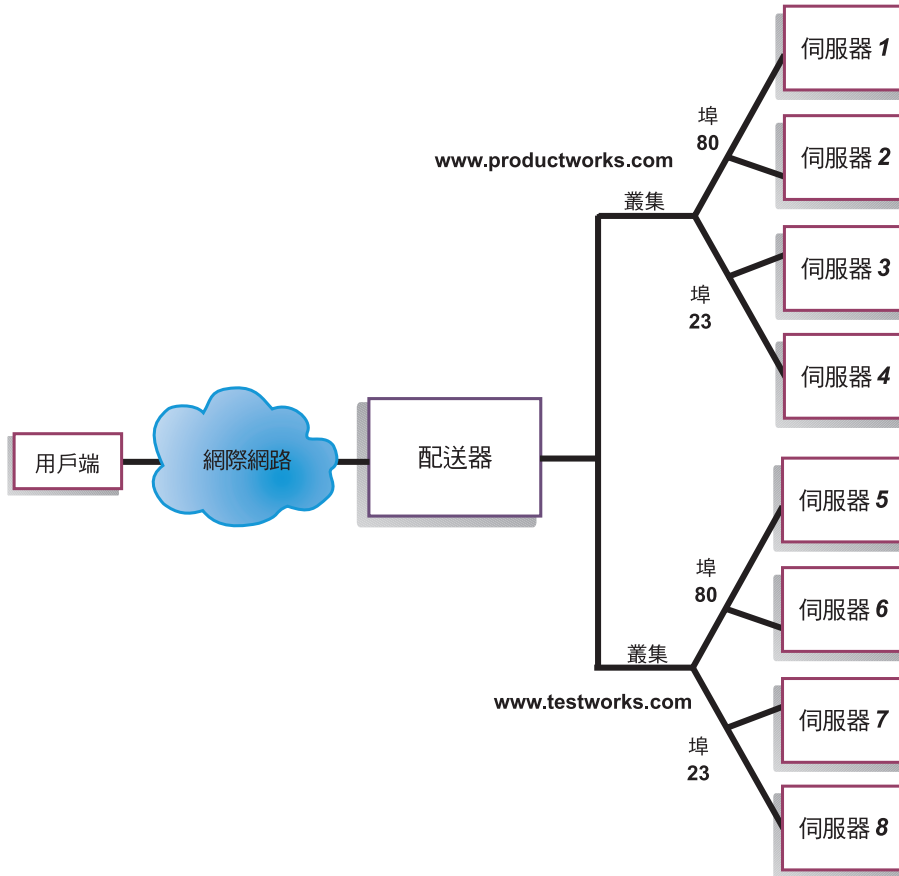 伺服器 1
埠
80
伺服器 2
www.productworks.com
叢集
伺服器 3
埠
23
伺服器 4
用戶端
網際網路
配送器
伺服器 5
埠
80
伺服器 6
叢集
www.testworks.com
伺服器 7
埠
23
伺服器 8